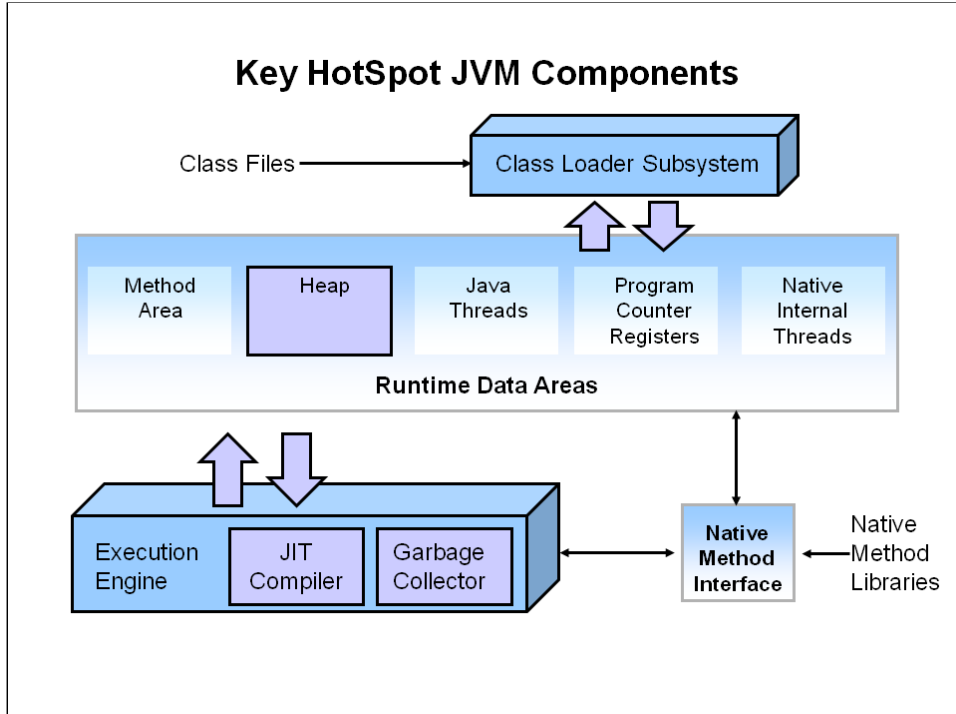 Key HotSpot JVM Components
Class Files
Class Loader Subsystem
Method
Area
Heap
Java
Threads
Program
Counter
Registers
Native
Internal
Threads
Runtime Data Areas
Execution
Engine
JIT
Compiler
Garbage
Collector
Native
Method
Interface
Native
Method
Libraries